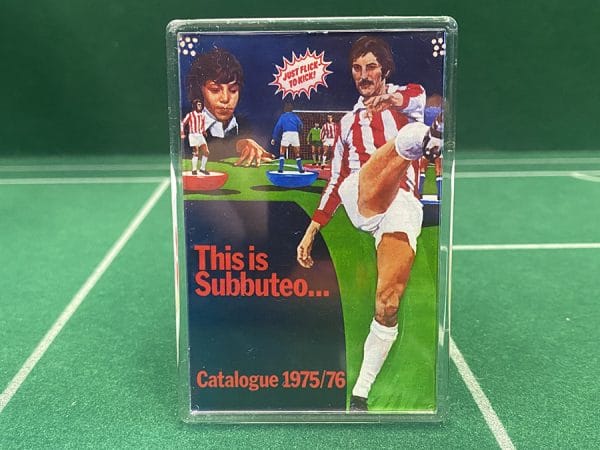 JUST FLICK
TO KICK!
This is
Subbuteo...
Catalogue 1975/76